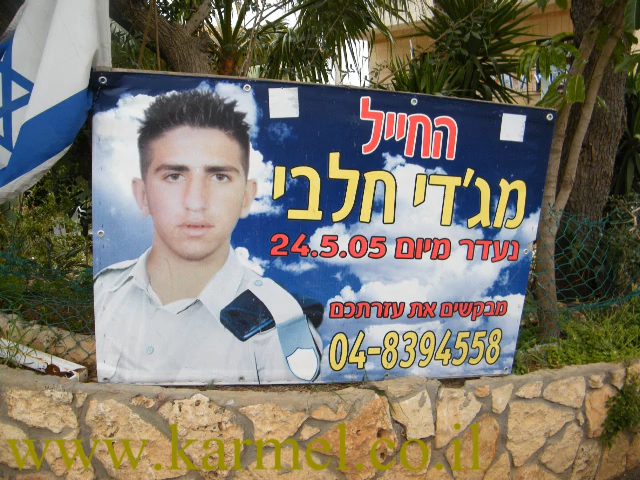 החייל
מג'די חלבי
נעדר מיום 24.5.05
מבקשים את עזרתכם
04-8394558
www.karmel.co.il